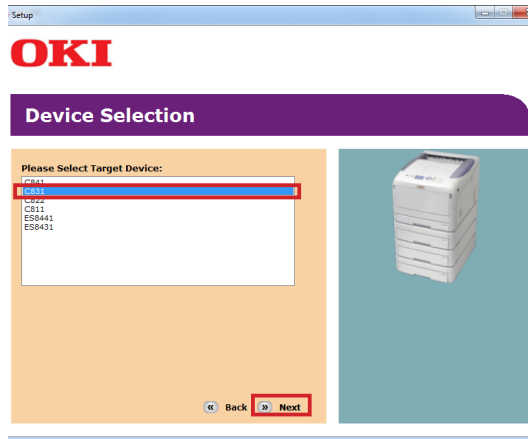 Setup
OKI
Device Selection
Please Select Target Device:
C841
C831
C822
C811
ES8441
ES8431
« Back » Next